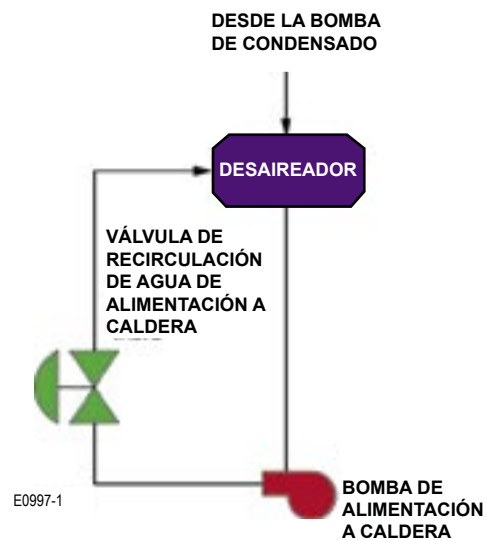 DESDE LA BOMBA
DE CONDENSADO
DESAIREADOR
VÁLVULA DE
RECIRCULACIÓN
DE AGUA DE
ALIMENTACIÓN A
CALDERA
E0997-1
BOMBA DE
ALIMENTACIÓN
A CALDERA